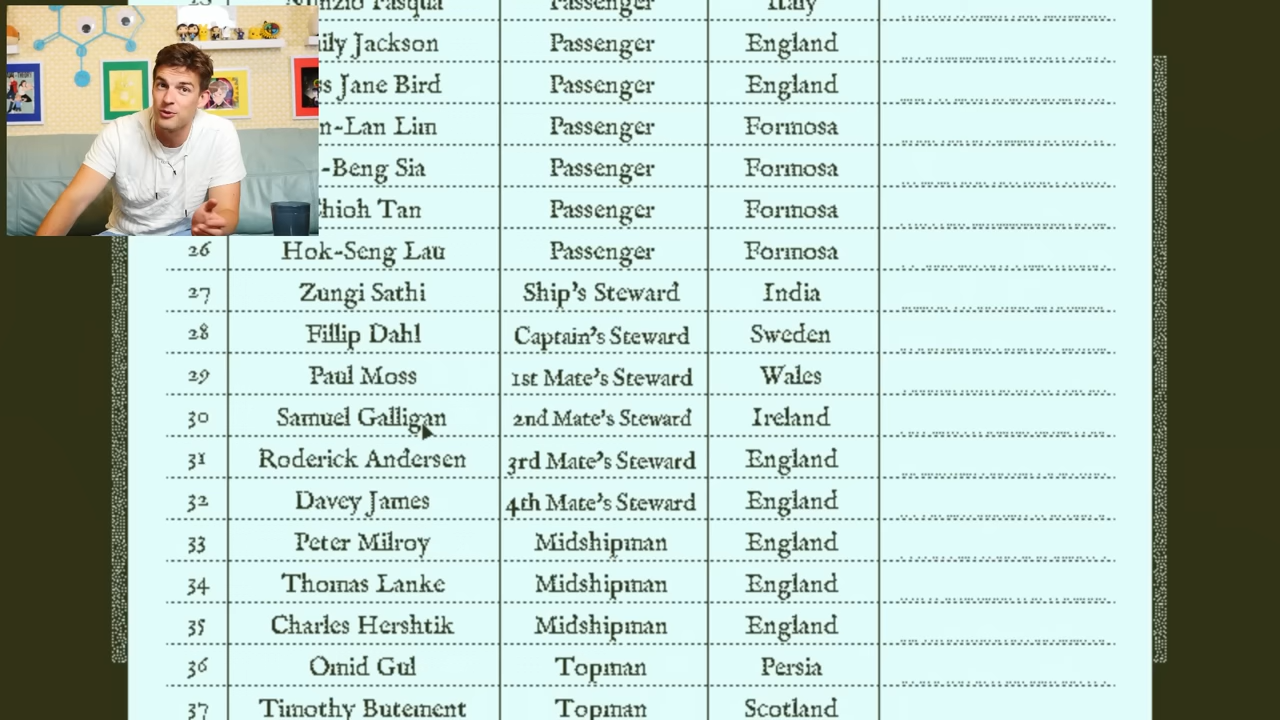 Passenger Italy
Jackson Passenger England
Jane Bird Passenger England
Lim Passenger Formosa
-Beng Sia Passenger Formosa
Tan Passenger Formosa
26 Hok-Seng Lau Passenger Formosa
27 Zungi Sathi Ship's Steward India
28 Fillip Dahl Captain's Steward Sweden
29 Paul Moss 1st Mate's Steward Wales
30 Samuel Galligan 2nd Mate's Steward Ireland
31 Roderick Andersen 3rd Mate's Steward England
32 Davey James 4th Mate's Steward England
33 Peter Milroy Midshipman England
34 Thomas Lanke Midshipman England
35 Charles Hershtik Midshipman England
36 Omid Gul Topman Persia
37 Timothy Butement Topman Scotland